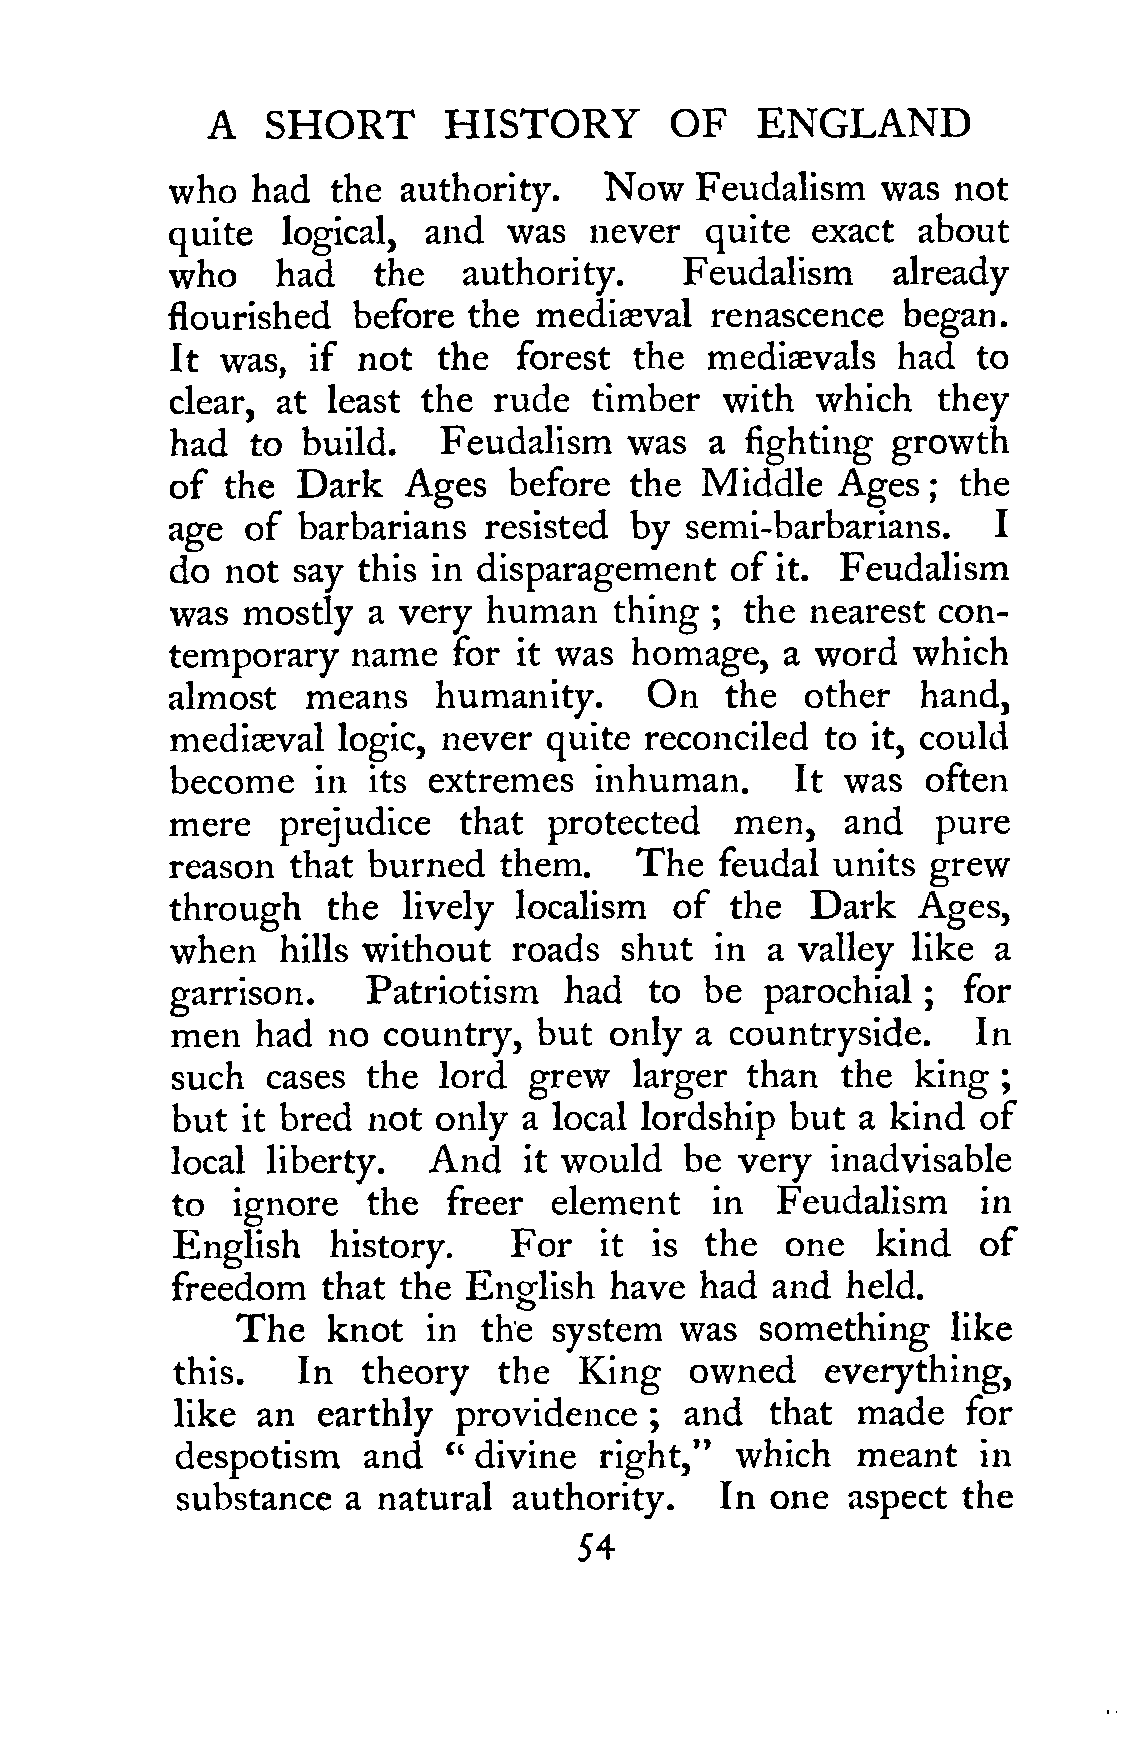 A SHORT HISTORY OF ENGLAND
who had the authority. Now Feudalism was not
quite logical, and was never quite exact about
who had the authority. Feudalism already
flourished before the mediæval renascence began.
It was, if not the forest the mediævals had to
clear, at least the rude timber with which they
had to build. Feudalism was a fighting growth
of the Dark Ages before the Middle Ages ; the
age of barbarians resisted by semi-barbarians. I
do not say this in disparagement of it. Feudalism
was mostly a very human thing ; the nearest con-
temporary name for it was homage, a word which
almost means humanity. On the other hand,
mediæval logic, never quite reconciled to it, could
become in its extremes inhuman. It was often
mere prejudice that protected men, and pure
reason that burned them. The feudal units grew
through the lively localism of the Dark Ages,
when hills without roads shut in a valley like a
garrison. Patriotism had to be parochial ; for
men had no country, but only a countryside. In
such cases the lord grew larger than the king ;
but it bred not only a local lordship but a kind of
local liberty. And it would be very inadvisable
to ignore the freer element in Feudalism in
English history. For it is the one kind of
freedom that the English have had and held.
The knot in the system was something like
this. In theory the King owned everything,
like an earthly providence ; and that made for
despotism and “ divine right,” which meant in
substance a natural authority. In one aspect the
54